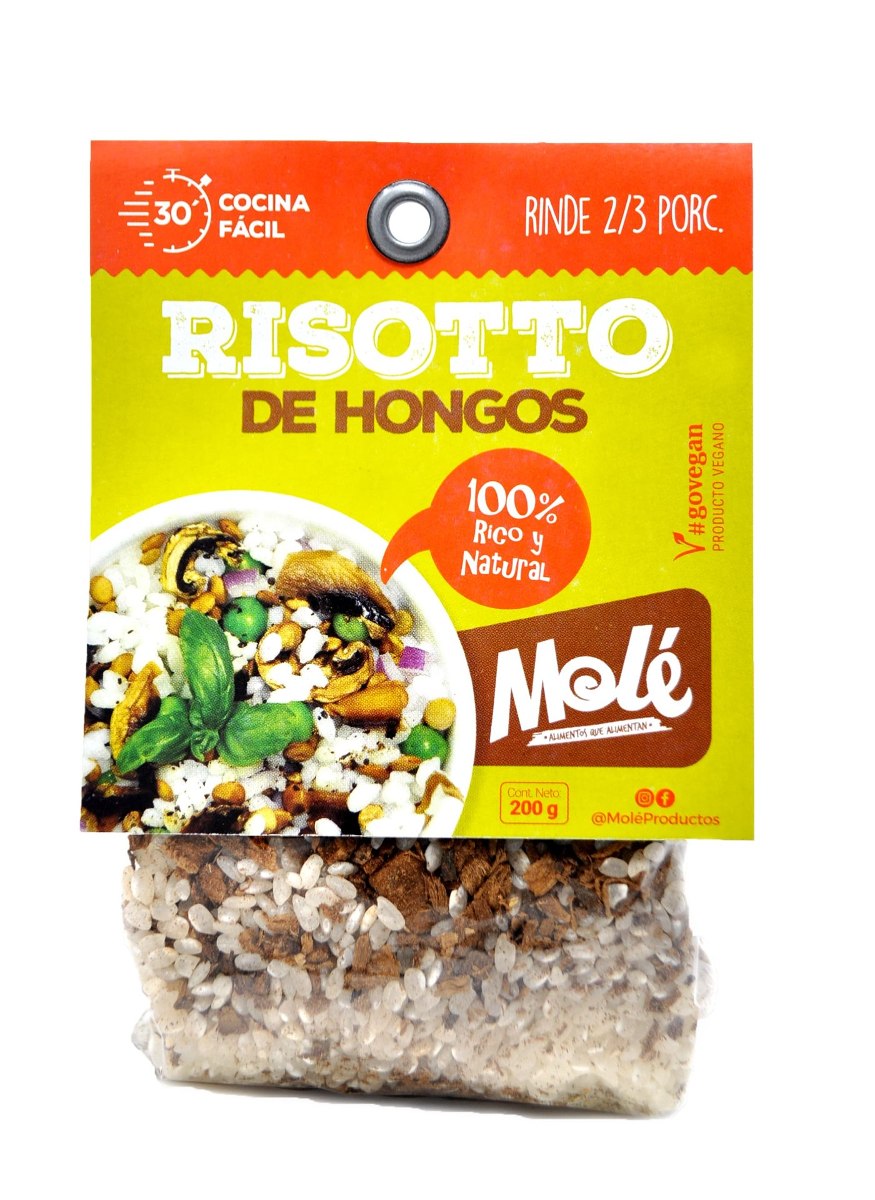 30´
COCINA
FÁCIL
RINDE 2/3 PORC.
RISOTTO
DE HONGOS
100%
Rico y
Natural
#govegan
PRODUCTO VEGANO
Molé
• ALIMENTOS QUE ALIMENTAN •
Cont. Neto.
200 g
@MoléProductos